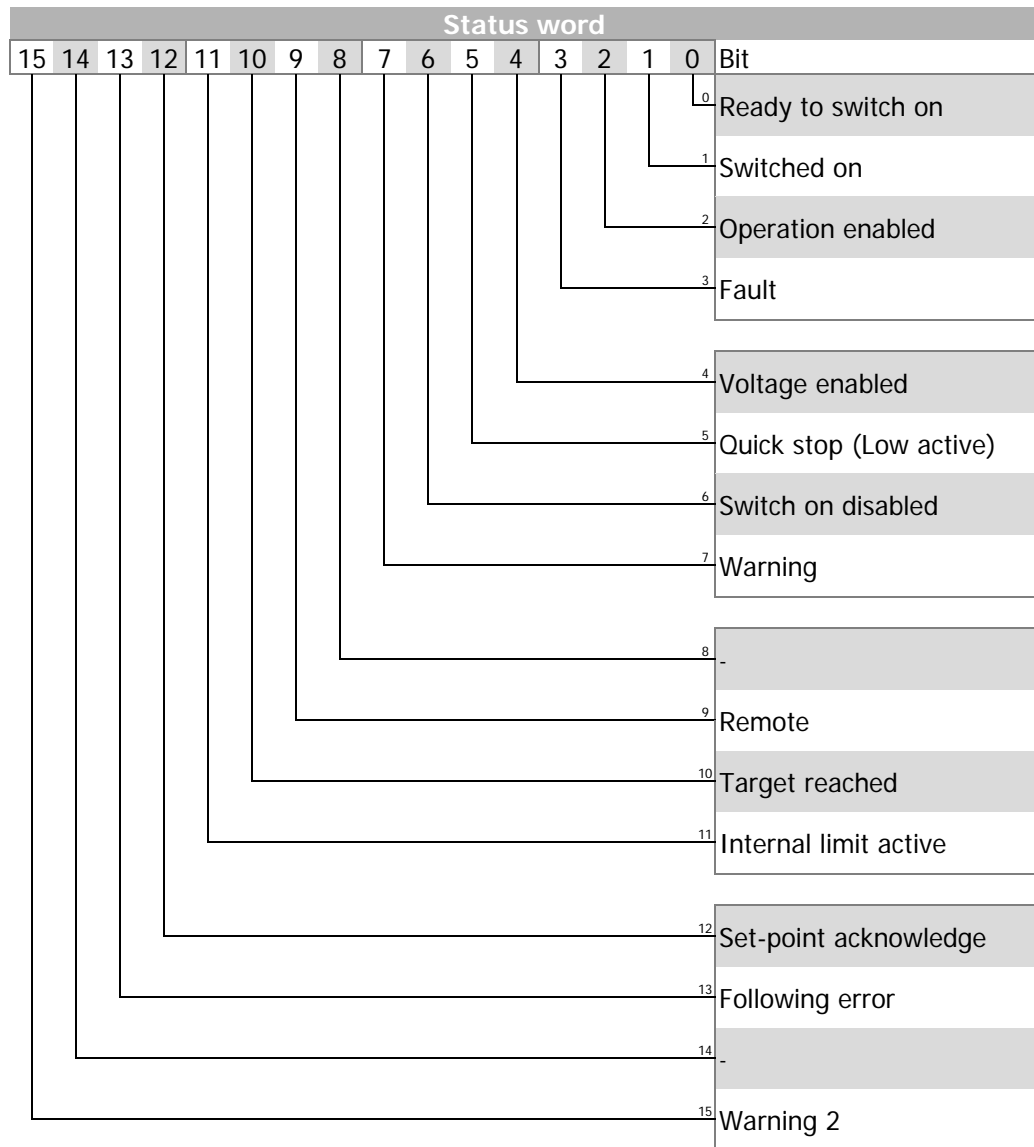 Status word
15 14 13 12 11 10 9 8 7 6 5 4 3 2 1 0 Bit
0 Ready to switch on
1 Switched on
2 Operation enabled
3 Fault
4 Voltage enabled
5 Quick stop (Low active)
6 Switch on disabled
7 Warning
8 -
9 Remote
10 Target reached
11 Internal limit active
12 Set-point acknowledge
13 Following error
14 -
15 Warning 2